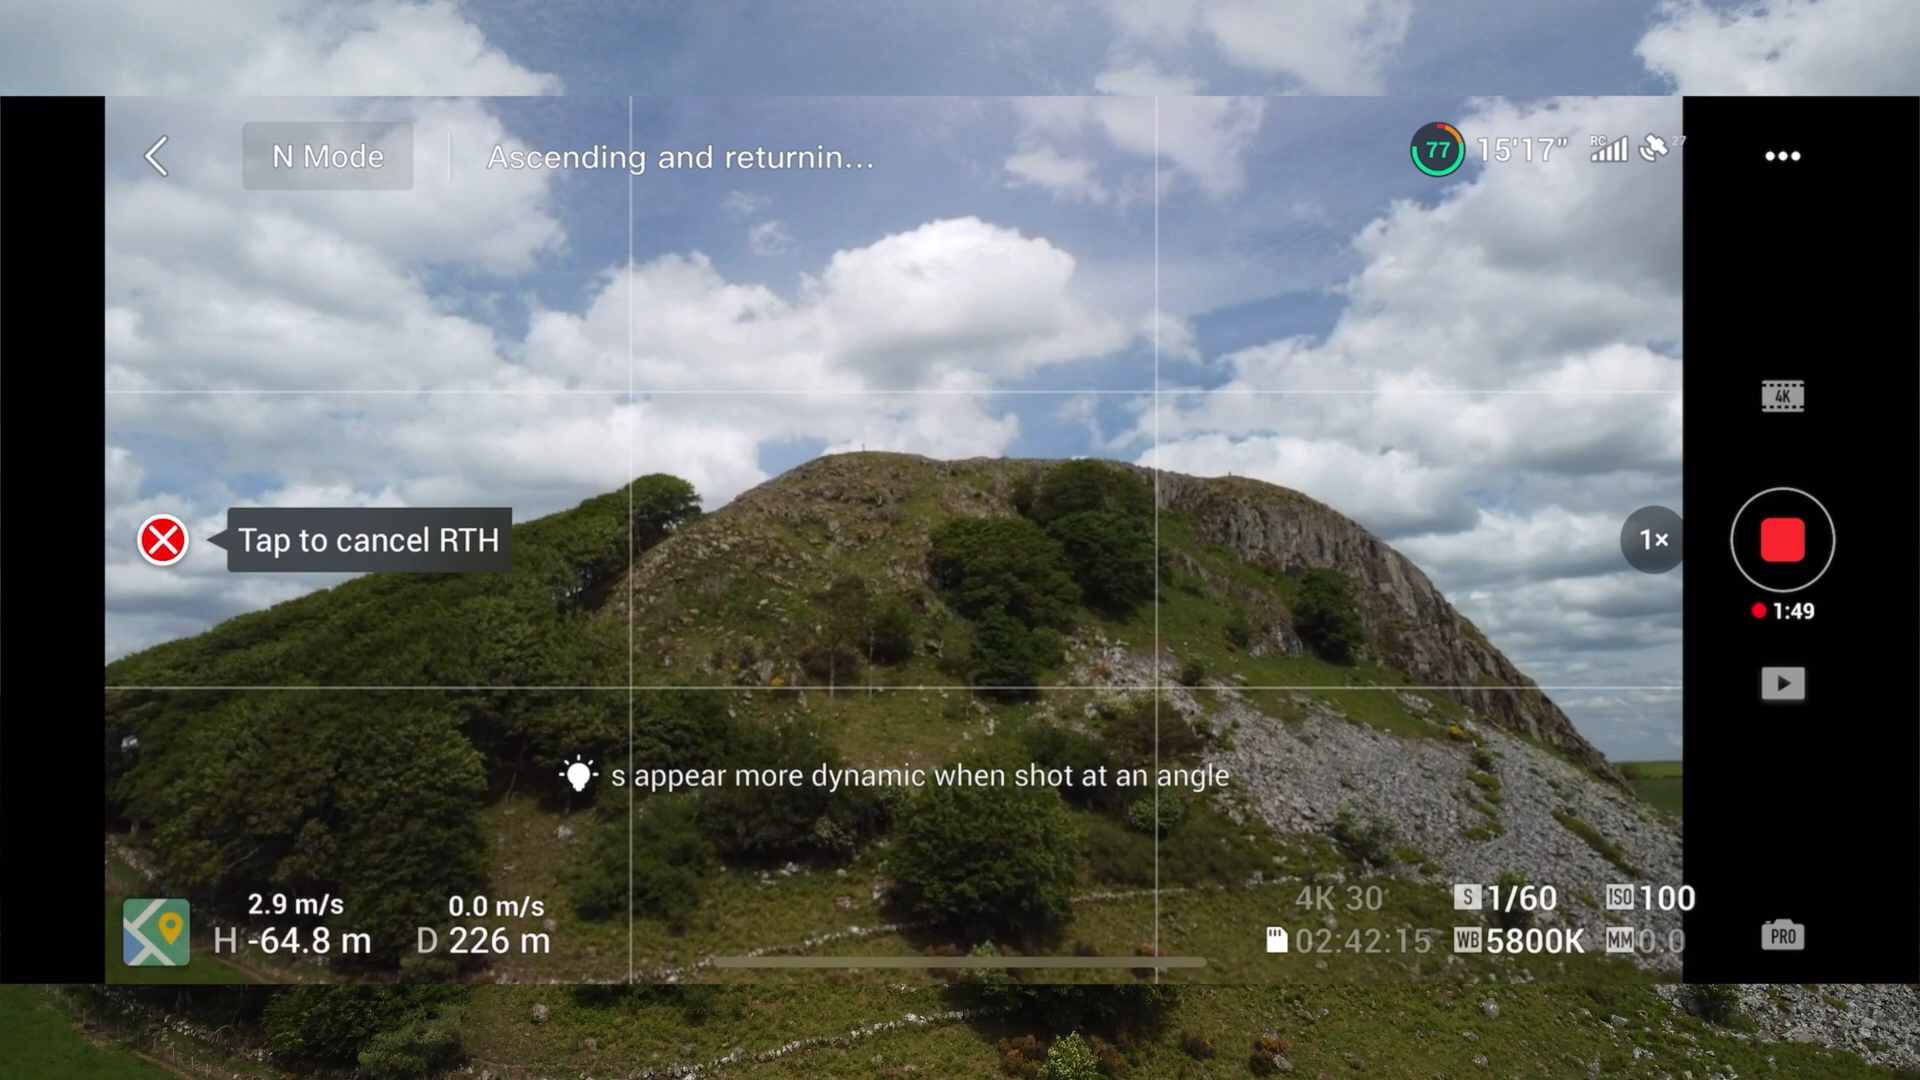 N Mode
Ascending and returnin...
77
15'17"
RC
27
4K
Tap to cancel RTH
1×
1:49
s appear more dynamic when shot at an angle
2.9 m/s
0.0 m/s
H -64.8 m
D 226 m
4K 30
S 1/60
ISO 100
02:42:15
WB 5800K
MM 0.0
PRO